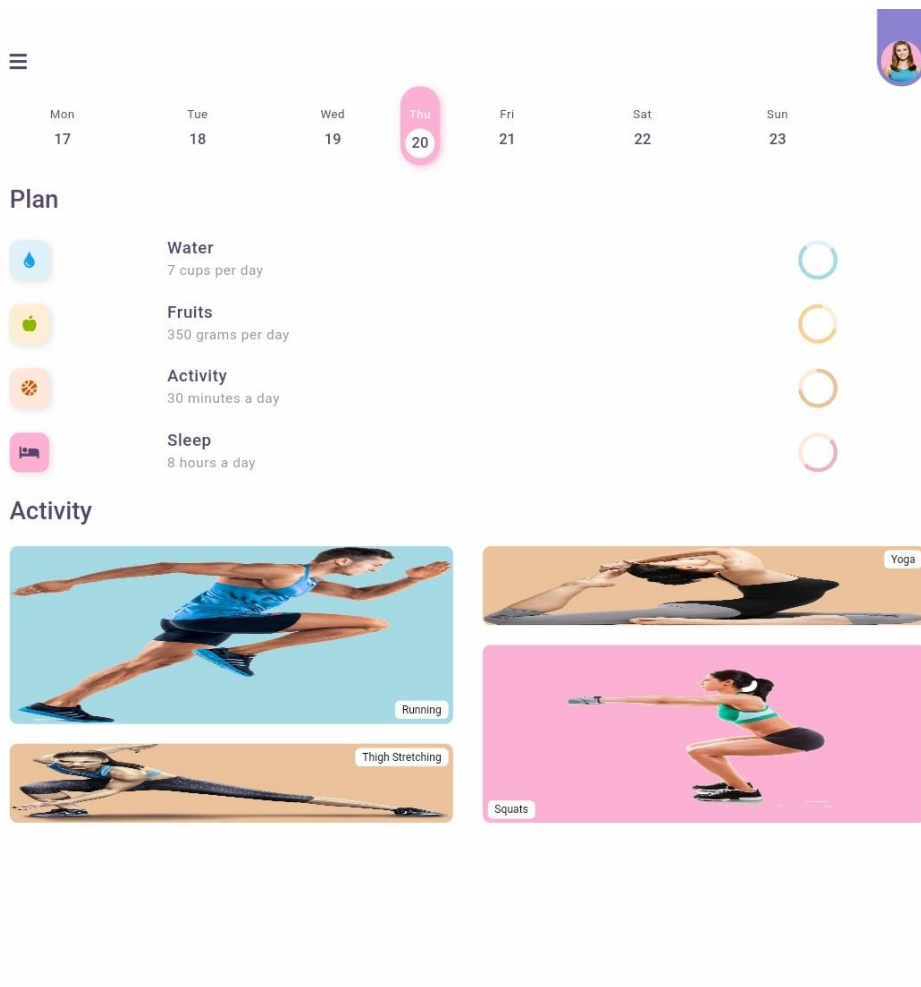 Mon Tue Wed Thu Fri Sat Sun
17 18 19 20 21 22 23
Plan
Water
7 cups per day
Fruits
350 grams per day
Activity
30 minutes a day
Sleep
8 hours a day
Activity
Running
Yoga
Thigh Stretching
Squats